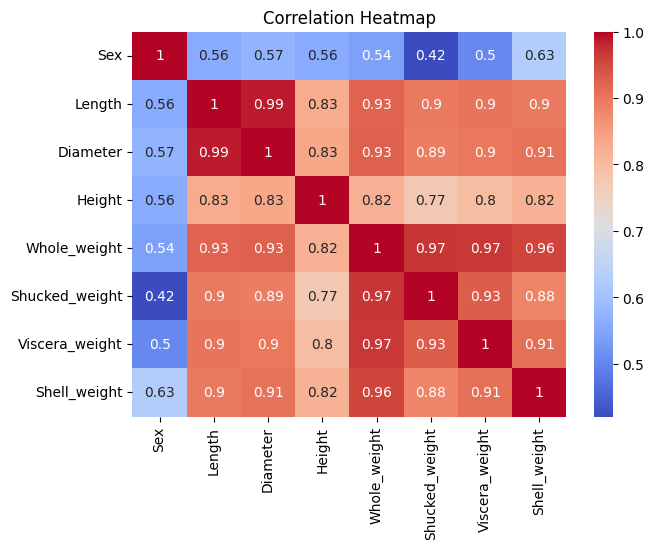 Correlation Heatmap
Sex 1 0.56 0.57 0.56 0.54 0.42 0.5 0.63
Length 0.56 1 0.99 0.83 0.93 0.9 0.9 0.9
Diameter 0.57 0.99 1 0.83 0.93 0.89 0.9 0.91
Height 0.56 0.83 0.83 1 0.82 0.77 0.8 0.82
Whole_weight 0.54 0.93 0.93 0.82 1 0.97 0.97 0.96
Shucked_weight 0.42 0.9 0.89 0.77 0.97 1 0.93 0.88
Viscera_weight 0.5 0.9 0.9 0.8 0.97 0.93 1 0.91
Shell_weight 0.63 0.9 0.91 0.82 0.96 0.88 0.91 1
Sex Length Diameter Height Whole_weight Shucked_weight Viscera_weight Shell_weight
1.0
0.9
0.8
0.7
0.6
0.5